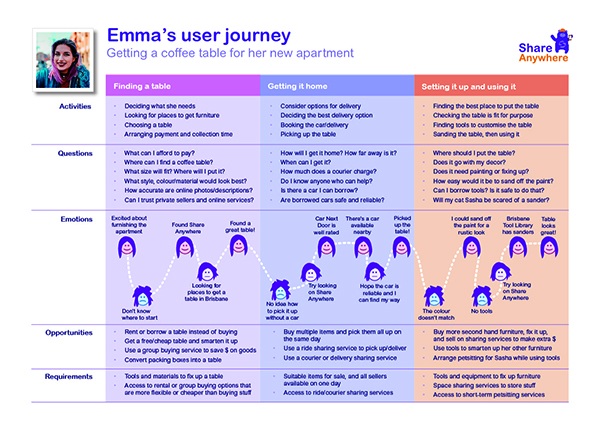 Emma's user journey
Getting a coffee table for her new apartment
Share
Anywhere
Finding a table
Getting it home
Setting it up and using it
Activities
· Deciding what she needs
· Looking for places to get furniture
· Choosing a table
· Arranging payment and collection time
· Consider options for delivery
· Deciding the best delivery option
· Booking the car/delivery
· Picking up the table
· Finding the best place to put the table
· Checking the table is fit for purpose
· Finding tools to customise the table
· Sanding the table, then using it
Questions
· What can I afford to pay?
· Where can I find a coffee table?
· What size will fit? Where will I put it?
· What style, colour/material would look best?
· How accurate are online photos/descriptions?
· Can I trust private sellers and online services?
· How will I get it home? How far away is it?
· When can I get it?
· How much does a courier charge?
· Do I know anyone who can help?
· Is there a car I can borrow?
· Are borrowed cars safe and reliable?
· Where should I put the table?
· Does it go with my decor?
· Does it need painting or fixing up?
· How easy would it be to sand off the paint?
· Can I borrow tools? Is it safe to do that?
· Will my cat Sasha be scared of a sander?
Emotions
Excited about
furnishing the
apartment
Don't know
where to start
Found Share
Anywhere
Looking for
places to get a
table in Brisbane
Found a
great table!
No idea how
to pick it up
without a car
Try looking
on Share
Anywhere
Car Next
Door is
well rated
There's a car
available
nearby
Hope the car is
reliable and I
can find my way
Picked
up the
table!
The colour
doesn't match
I could sand off
the paint for a
rustic look
No tools
Try looking
on Share
Anywhere
Brisbane
Tool Library
has sanders
Table
looks
great!
Opportunities
· Rent or borrow a table instead of buying
· Get a free/cheap table and smarten it up
· Use a group buying service to save $ on goods
· Convert packing boxes into a table
· Buy multiple items and pick them all up on
the same day
· Use a ride sharing service to pick up/deliver
· Use a courier or delivery sharing service
· Buy more second hand furniture, fix it up,
and sell on sharing services to make extra $
· Use tools to smarten up her other furniture
· Arrange petsitting for Sasha while using tools
Requirements
· Tools and materials to fix up a table
· Access to rental or group buying options that
are more flexible or cheaper than buying stuff
· Suitable items for sale, and all sellers
available on one day
· Access to ride/courier sharing services
· Tools and equipment to fix up furniture
· Space sharing services to store stuff
· Access to short-term petsitting services